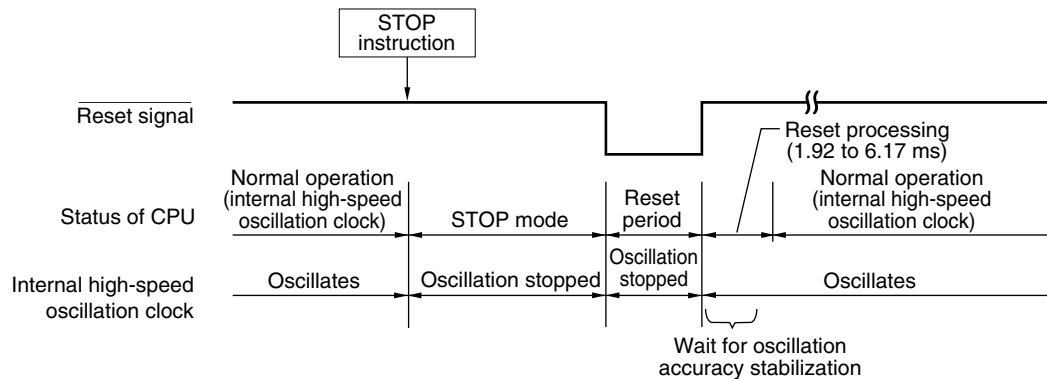 STOP
instruction
Reset signal
Reset processing
(1.92 to 6.17 ms)
Status of CPU
Normal operation
(internal high-speed
oscillation clock)
STOP mode
Reset
period
Normal operation
(internal high-speed
oscillation clock)
Internal high-speed
oscillation clock
Oscillates
Oscillation stopped
Oscillation
stopped
Oscillates
Wait for oscillation
accuracy stabilization